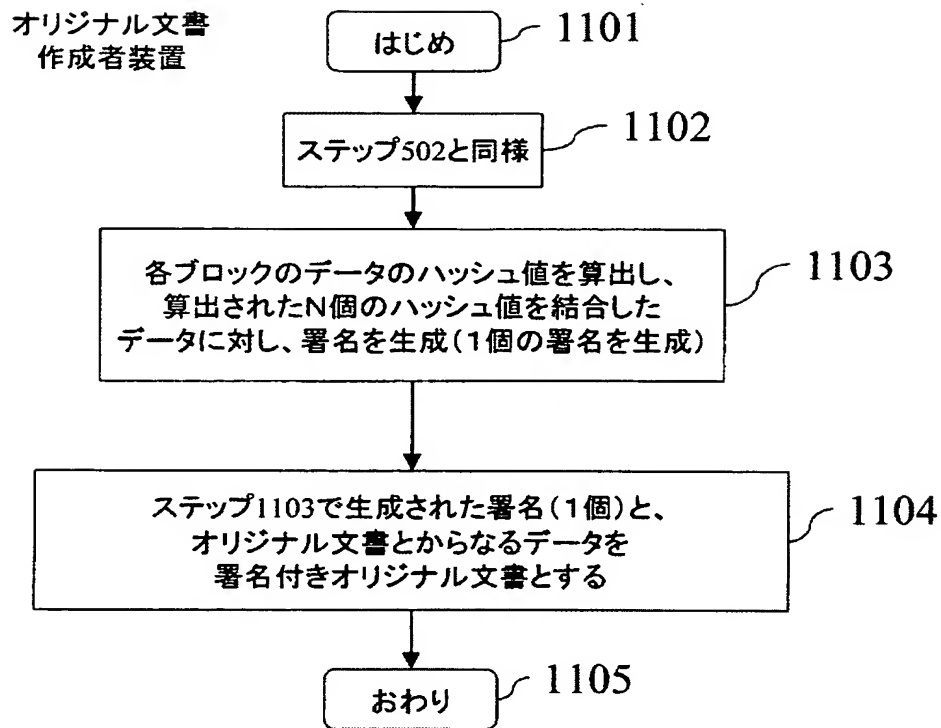 オリジナル文書
作成者装置
はじめ
1101
ステップ502と同様
1102
各ブロックのデータのハッシュ値を算出し、
算出されたN個のハッシュ値を結合した
データに対し、署名を生成(1個の署名を生成)
1103
ステップ1103で生成された署名(1個)と、
オリジナル文書とからなるデータを
署名付きオリジナル文書とする
1104
おわり
1105